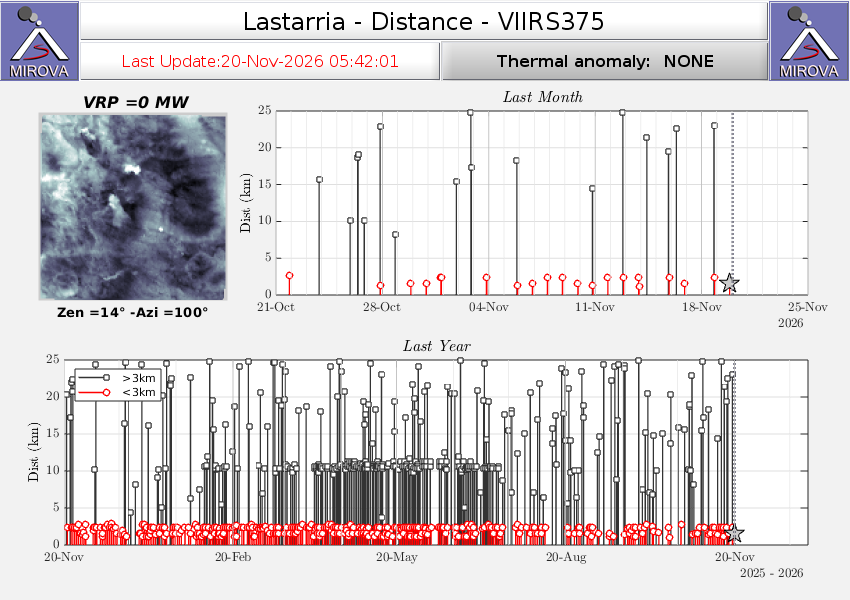 Lastarria - Distance - VIIRS375
MIROVA
Last Update:20-Nov-2026 05:42:01
Thermal anomaly: NONE
MIROVA
VRP =0 MW
Zen =14° -Azi =100°
Last Month
Dist (km)
25
20
15
10
5
0
21-Oct
28-Oct
04-Nov
11-Nov
18-Nov
25-Nov
2026
Last Year
Dist (km)
25
20
15
10
5
0
>3km
<3km
20-Nov
20-Feb
20-May
20-Aug
20-Nov
2025 - 2026